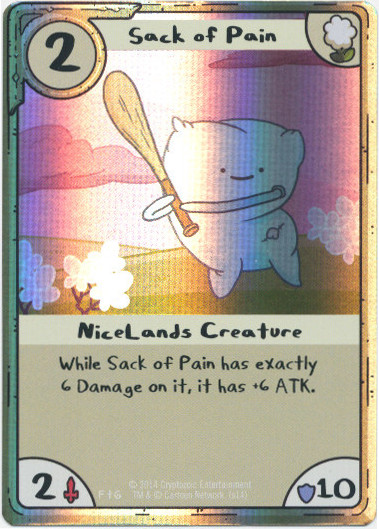 2
Sack of Pain
NiceLands Creature
While Sack of Pain has exactly
6 Damage on it, it has +6 ATK.
2
10
© 2014 Cryptozoic Entertainment
TM & © Cartoon Network (s14)